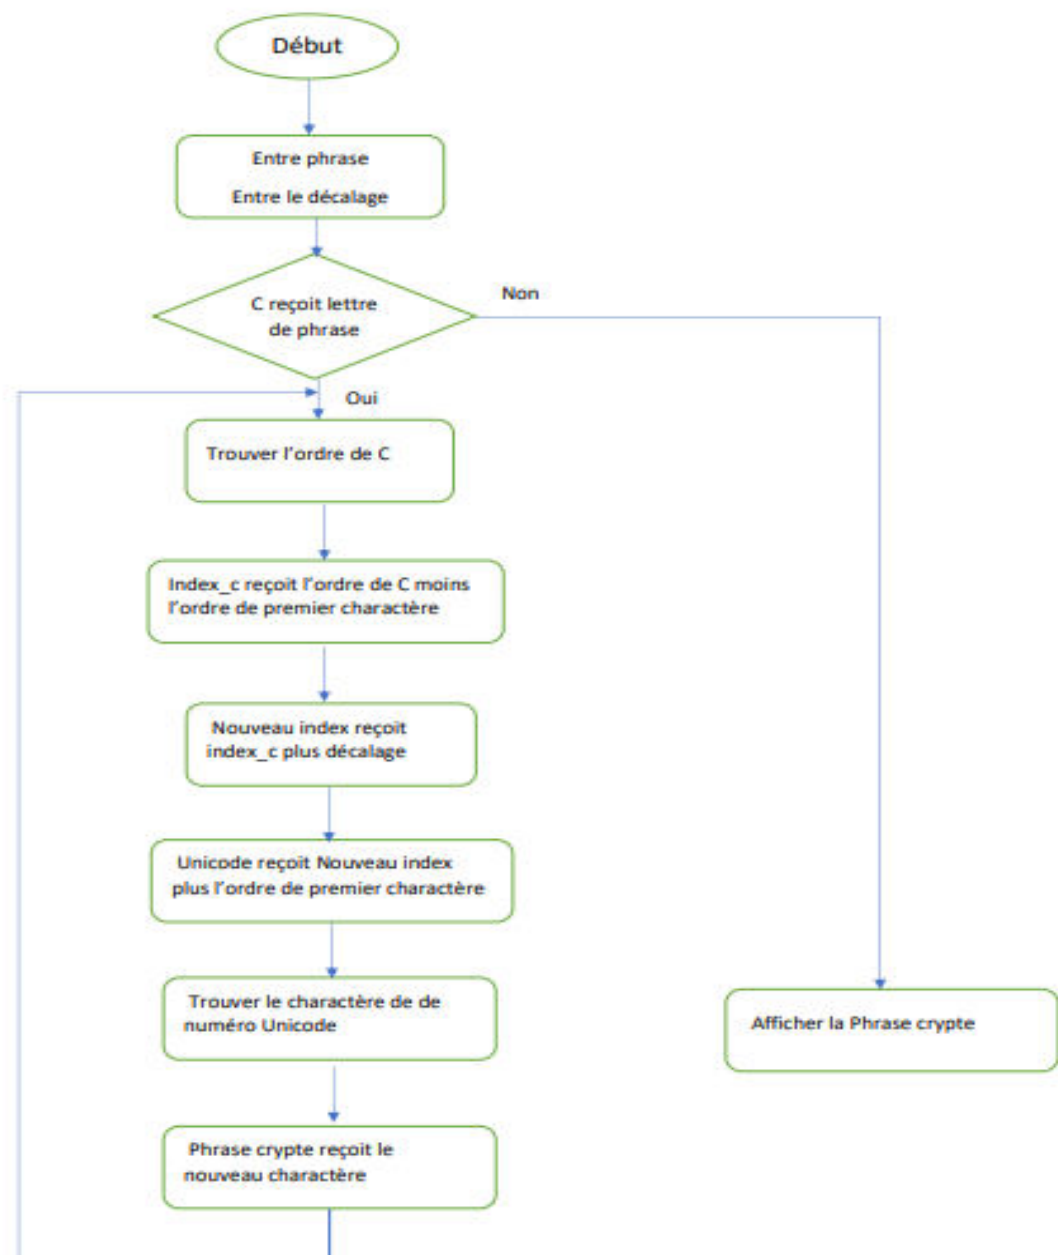 Début
Entre phrase
Entre le décalage
C reçoit lettre
de phrase
Non
Oui
Trouver l'ordre de C
Index_c reçoit l'ordre de C moins
l'ordre de premier charactère
Nouveau index reçoit
index_c plus décalage
Unicode reçoit Nouveau index
plus l'ordre de premier charactère
Trouver le charactère de de
numéro Unicode
Afficher la Phrase crypte
Phrase crypte reçoit le
nouveau charactère